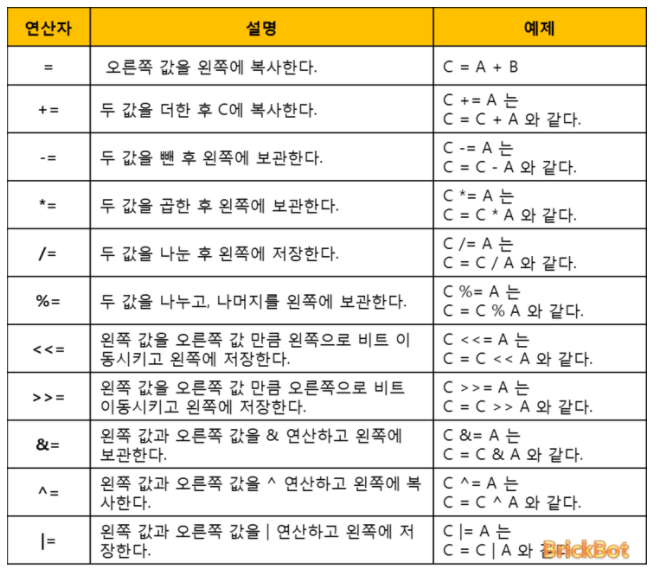 연산자 설명 예제
= 오른쪽 값을 왼쪽에 복사한다. C = A + B
+= 두 값을 더한 후 C에 복사한다. C += A 는
C = C + A 와 같다.
-= 두 값을 뺀 후 왼쪽에 보관한다. C -= A 는
C = C - A 와 같다.
*= 두 값을 곱한 후 왼쪽에 보관한다. C *= A 는
C = C * A 와 같다.
/= 두 값을 나눈 후 왼쪽에 저장한다. C /= A 는
C = C / A 와 같다.
%= 두 값을 나누고, 나머지를 왼쪽에 보관한다. C %= A 는
C = C % A 와 같다.
<<= 왼쪽 값을 오른쪽 값 만큼 왼쪽으로 비트 이
동시키고 왼쪽에 저장한다. C <<= A 는
C = C << A 와 같다.
>>= 왼쪽 값을 오른쪽 값 만큼 오른쪽으로 비트
이동시키고 왼쪽에 저장한다. C >>= A 는
C = C >> A 와 같다.
&= 왼쪽 값과 오른쪽 값을 & 연산하고 왼쪽에
보관한다. C &= A 는
C = C & A 와 같다.
^= 왼쪽 값과 오른쪽 값을 ^ 연산하고 왼쪽에 복
사한다. C ^= A 는
C = C ^ A 와 같다.
|= 왼쪽 값과 오른쪽 값을 | 연산하고 왼쪽에 저
장한다. C |= A 는
C = C | A 와
BrickBot